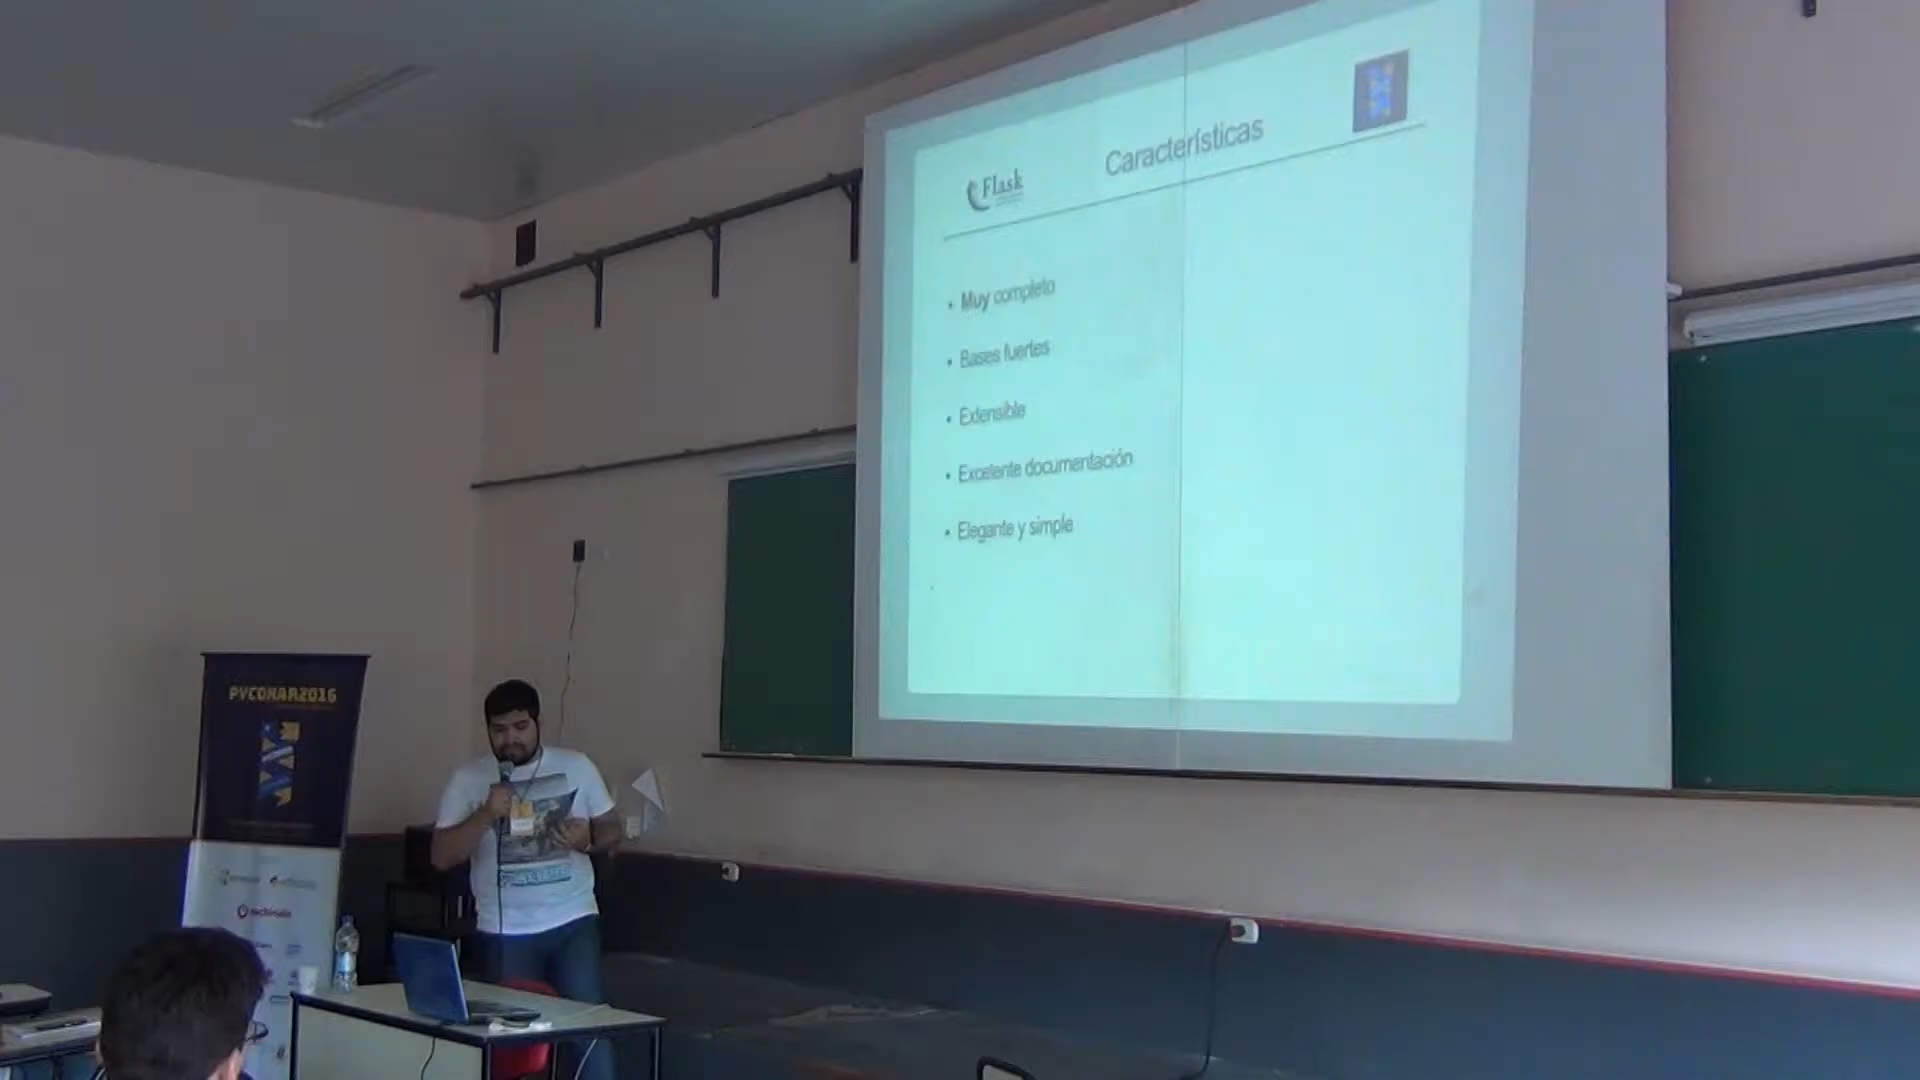 Características
Flask
• Muy completo
• Bases fuertes
• Extensible
• Excelente documentación
• Elegante y simple
PYCONAR2016